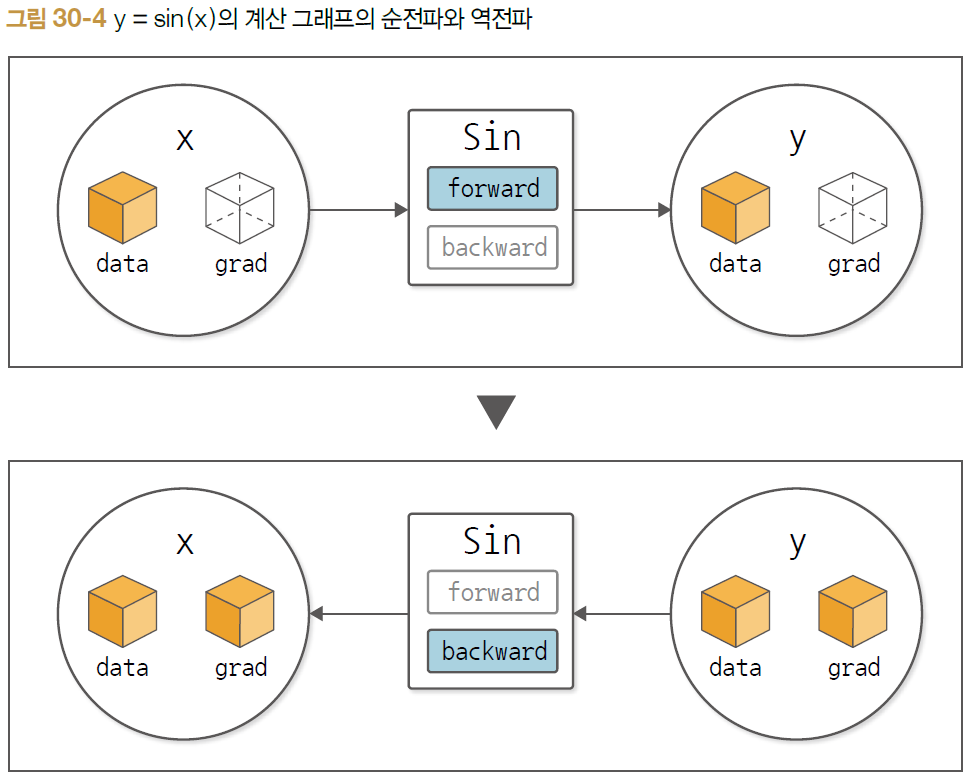 그림 30-4 y = sin(x)의 계산 그래프의 순전파와 역전파
x
data grad
Sin
forward
backward
y
data grad
x
data grad
Sin
forward
backward
y
data grad